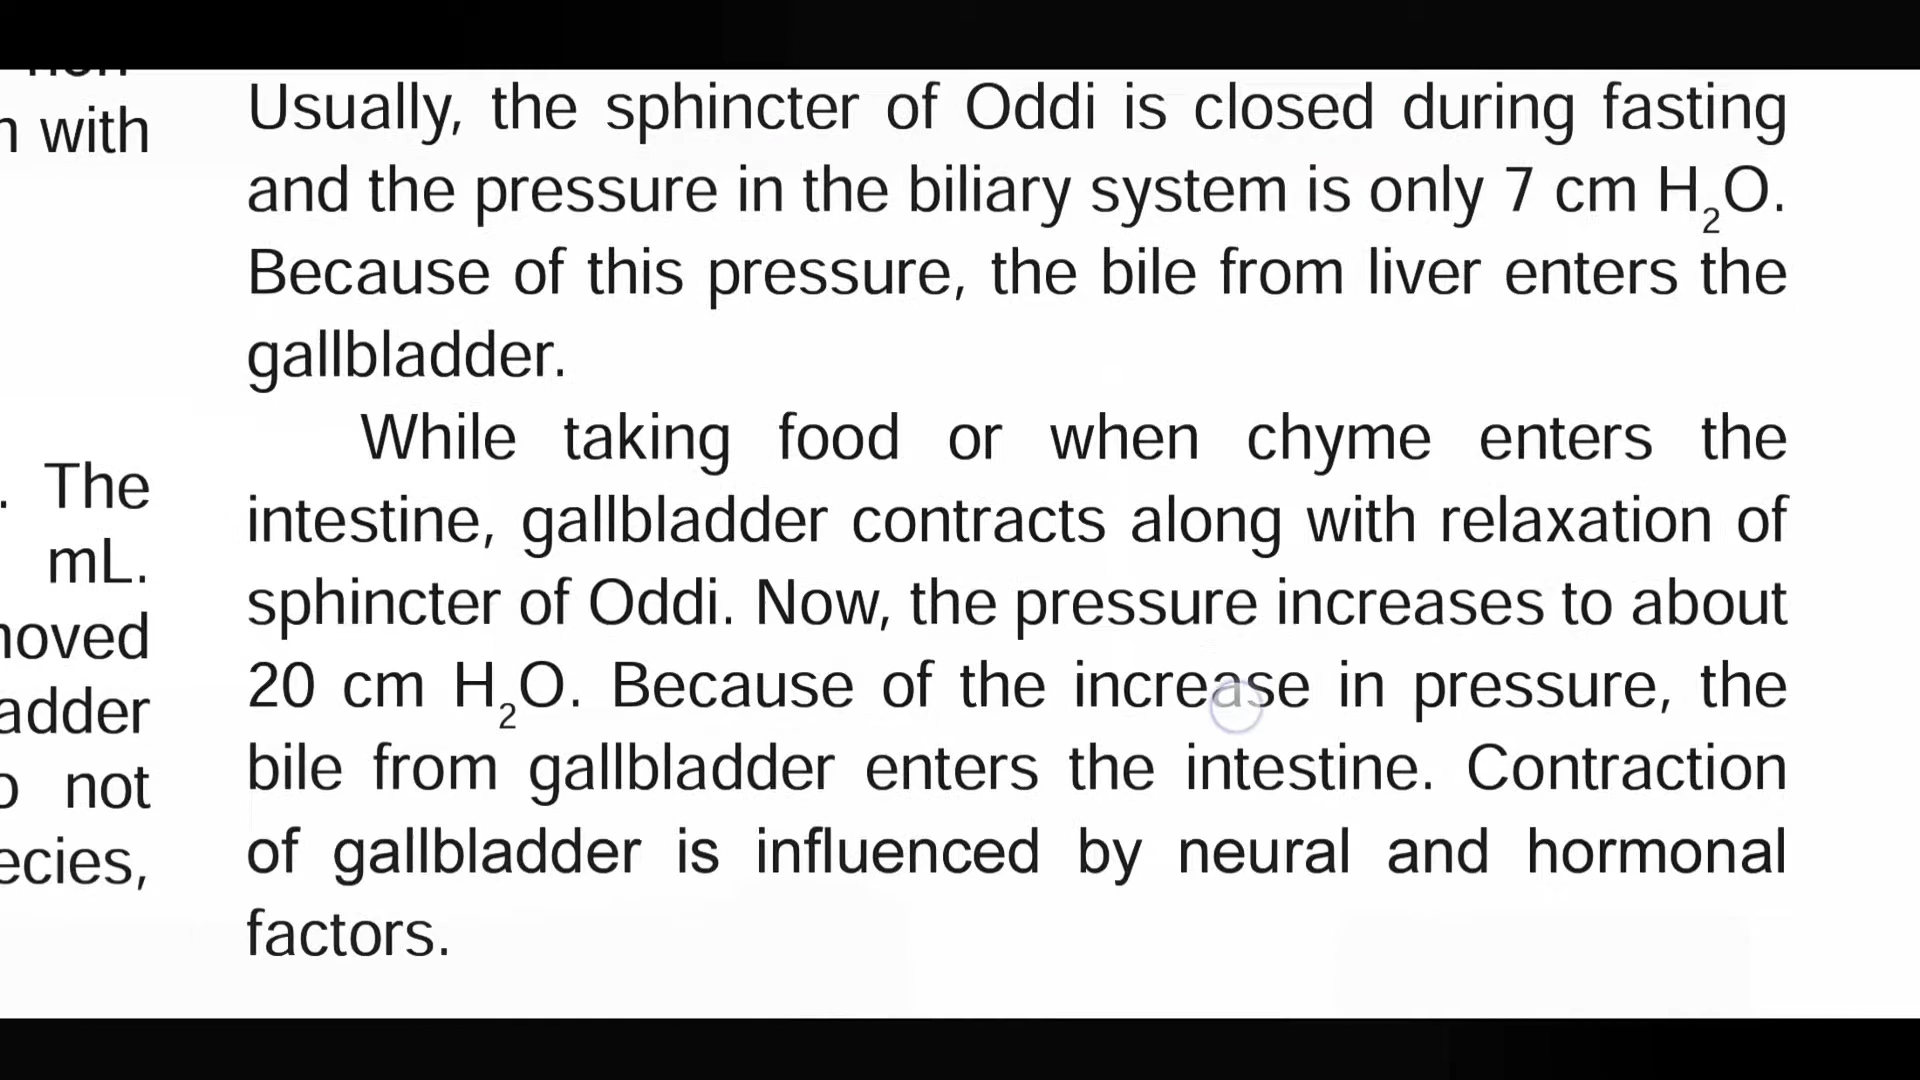 n with
. The
mL.
noved
adder
o not
ecies,
Usually, the sphincter of Oddi is closed during fasting
and the pressure in the biliary system is only 7 cm H₂O.
Because of this pressure, the bile from liver enters the
gallbladder.
While taking food or when chyme enters the
intestine, gallbladder contracts along with relaxation of
sphincter of Oddi. Now, the pressure increases to about
20 cm H₂O. Because of the increase in pressure, the
bile from gallbladder enters the intestine. Contraction
of gallbladder is influenced by neural and hormonal
factors.